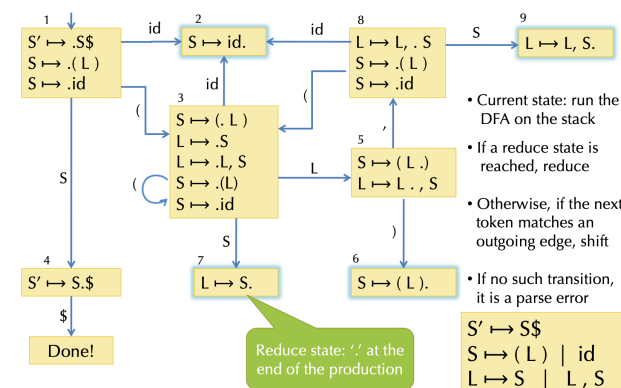 1
S′ ↦ .S$
S ↦ .( L )
S ↦ .id
id
2
S ↦ id.
id
8
L ↦ L, . S
S ↦ .( L )
S ↦ .id
S
9
L ↦ L, S.
(
id
(
3
S ↦ (. L )
L ↦ .S
L ↦ .L, S
S ↦ .(L)
S ↦ .id
(
L
,
5
S ↦ ( L .)
L ↦ L . , S
S
S
)
4
S′ ↦ S.$
$
Done!
7
L ↦ S.
6
S ↦ ( L ).
Reduce state: ‘.’ at the
end of the production
• Current state: run the
DFA on the stack
• If a reduce state is
reached, reduce
• Otherwise, if the next
token matches an
outgoing edge, shift
• If no such transition,
it is a parse error
S′ ↦ S$
S ↦ ( L ) | id
L ↦ S | L , S